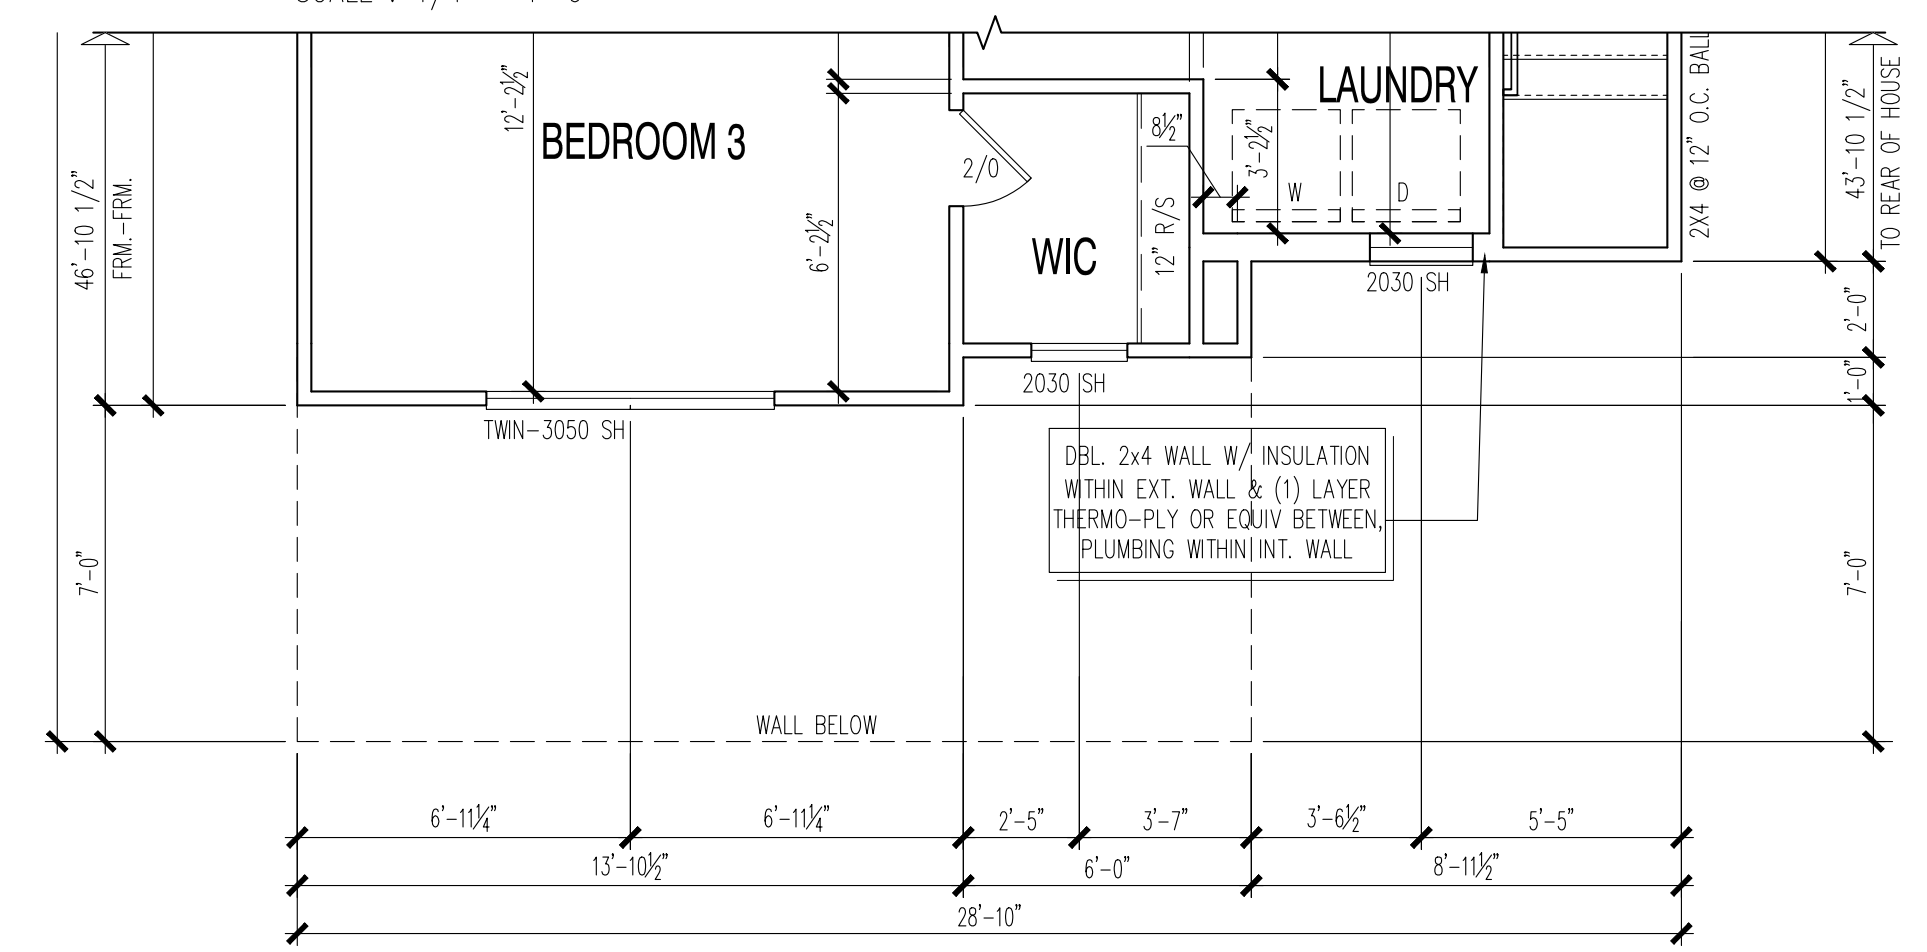 LAUNDRY
BEDROOM 3
WIC
12'-2½"
6'-2½"
8½"
3'-2½"
2/0
W
D
12" R/S
2X4 @ 12" O.C.
46'-10 1/2"
FRM.-FRM.
43'-10 1/2"
TO REAR OF HOUSE
2030 SH
2'-0"
2030 SH
1'-0"
TWIN-3050 SH
DBL. 2x4 WALL W/ INSULATION
WITHIN EXT. WALL & (1) LAYER
THERMO-PLY OR EQUIV BETWEEN,
PLUMBING WITHIN INT. WALL
7'-0"
7'-0"
WALL BELOW
6'-11¼"
6'-11¼"
2'-5"
3'-7"
3'-6½"
5'-5"
13'-10½"
6'-0"
8'-11½"
28'-10"